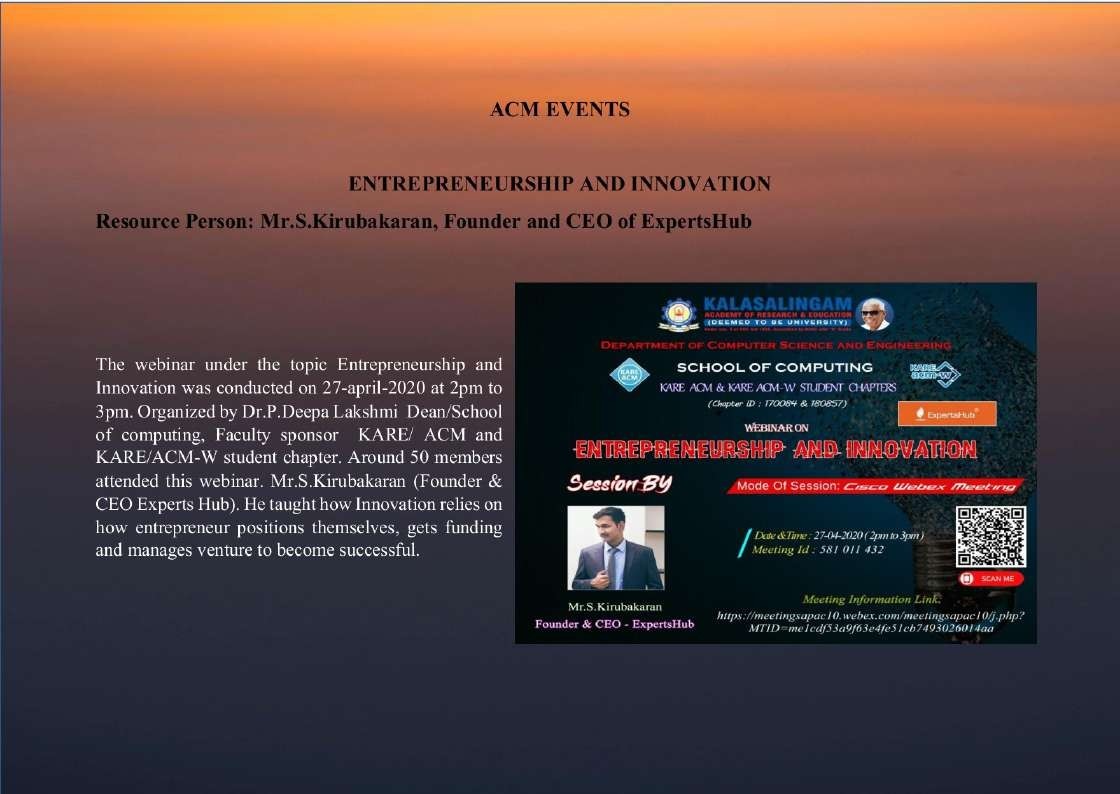 ACM EVENTS
ENTREPRENEURSHIP AND INNOVATION
Resource Person: Mr.S.Kirubakaran, Founder and CEO of ExpertsHub
The webinar under the topic Entrepreneurship and
Innovation was conducted on 27-april-2020 at 2pm to
3pm. Organized by Dr.P.Deepa Lakshmi Dean/School
of computing, Faculty sponsor KARE/ ACM and
KARE/ACM-W student chapter. Around 50 members
attended this webinar. Mr.S.Kirubakaran (Founder &
CEO Experts Hub). He taught how Innovation relies on
how entrepreneur positions themselves, gets funding
and manages venture to become successful.
KALASALINGAM
ACADEMY OF RESEARCH & EDUCATION
(DEEMED TO BE UNIVERSITY)
DEPARTMENT OF COMPUTER SCIENCE AND ENGINEERING
SCHOOL OF COMPUTING
KARE ACM
KARE ACM & KARE ACM-W STUDENT CHAPTERS
KARE acm-w
(Chapter ID : 170084 & 180857)
ExpertsHub
WEBINAR ON
ENTREPRENEURSHIP AND INNOVATION
Session BY
Mode Of Session: Cisco Webex Meeting
Date &Time : 27-04-2020 ( 2pm to 3pm )
Meeting Id : 581 011 432
SCAN ME
Mr.S.Kirubakaran
Founder & CEO - ExpertsHub
Meeting Information Link:
https://meetingsapac10.webex.com/meetingsapac10/j.php?
MTID=me1cdf53a9f63e4fe51cb7493026014aa